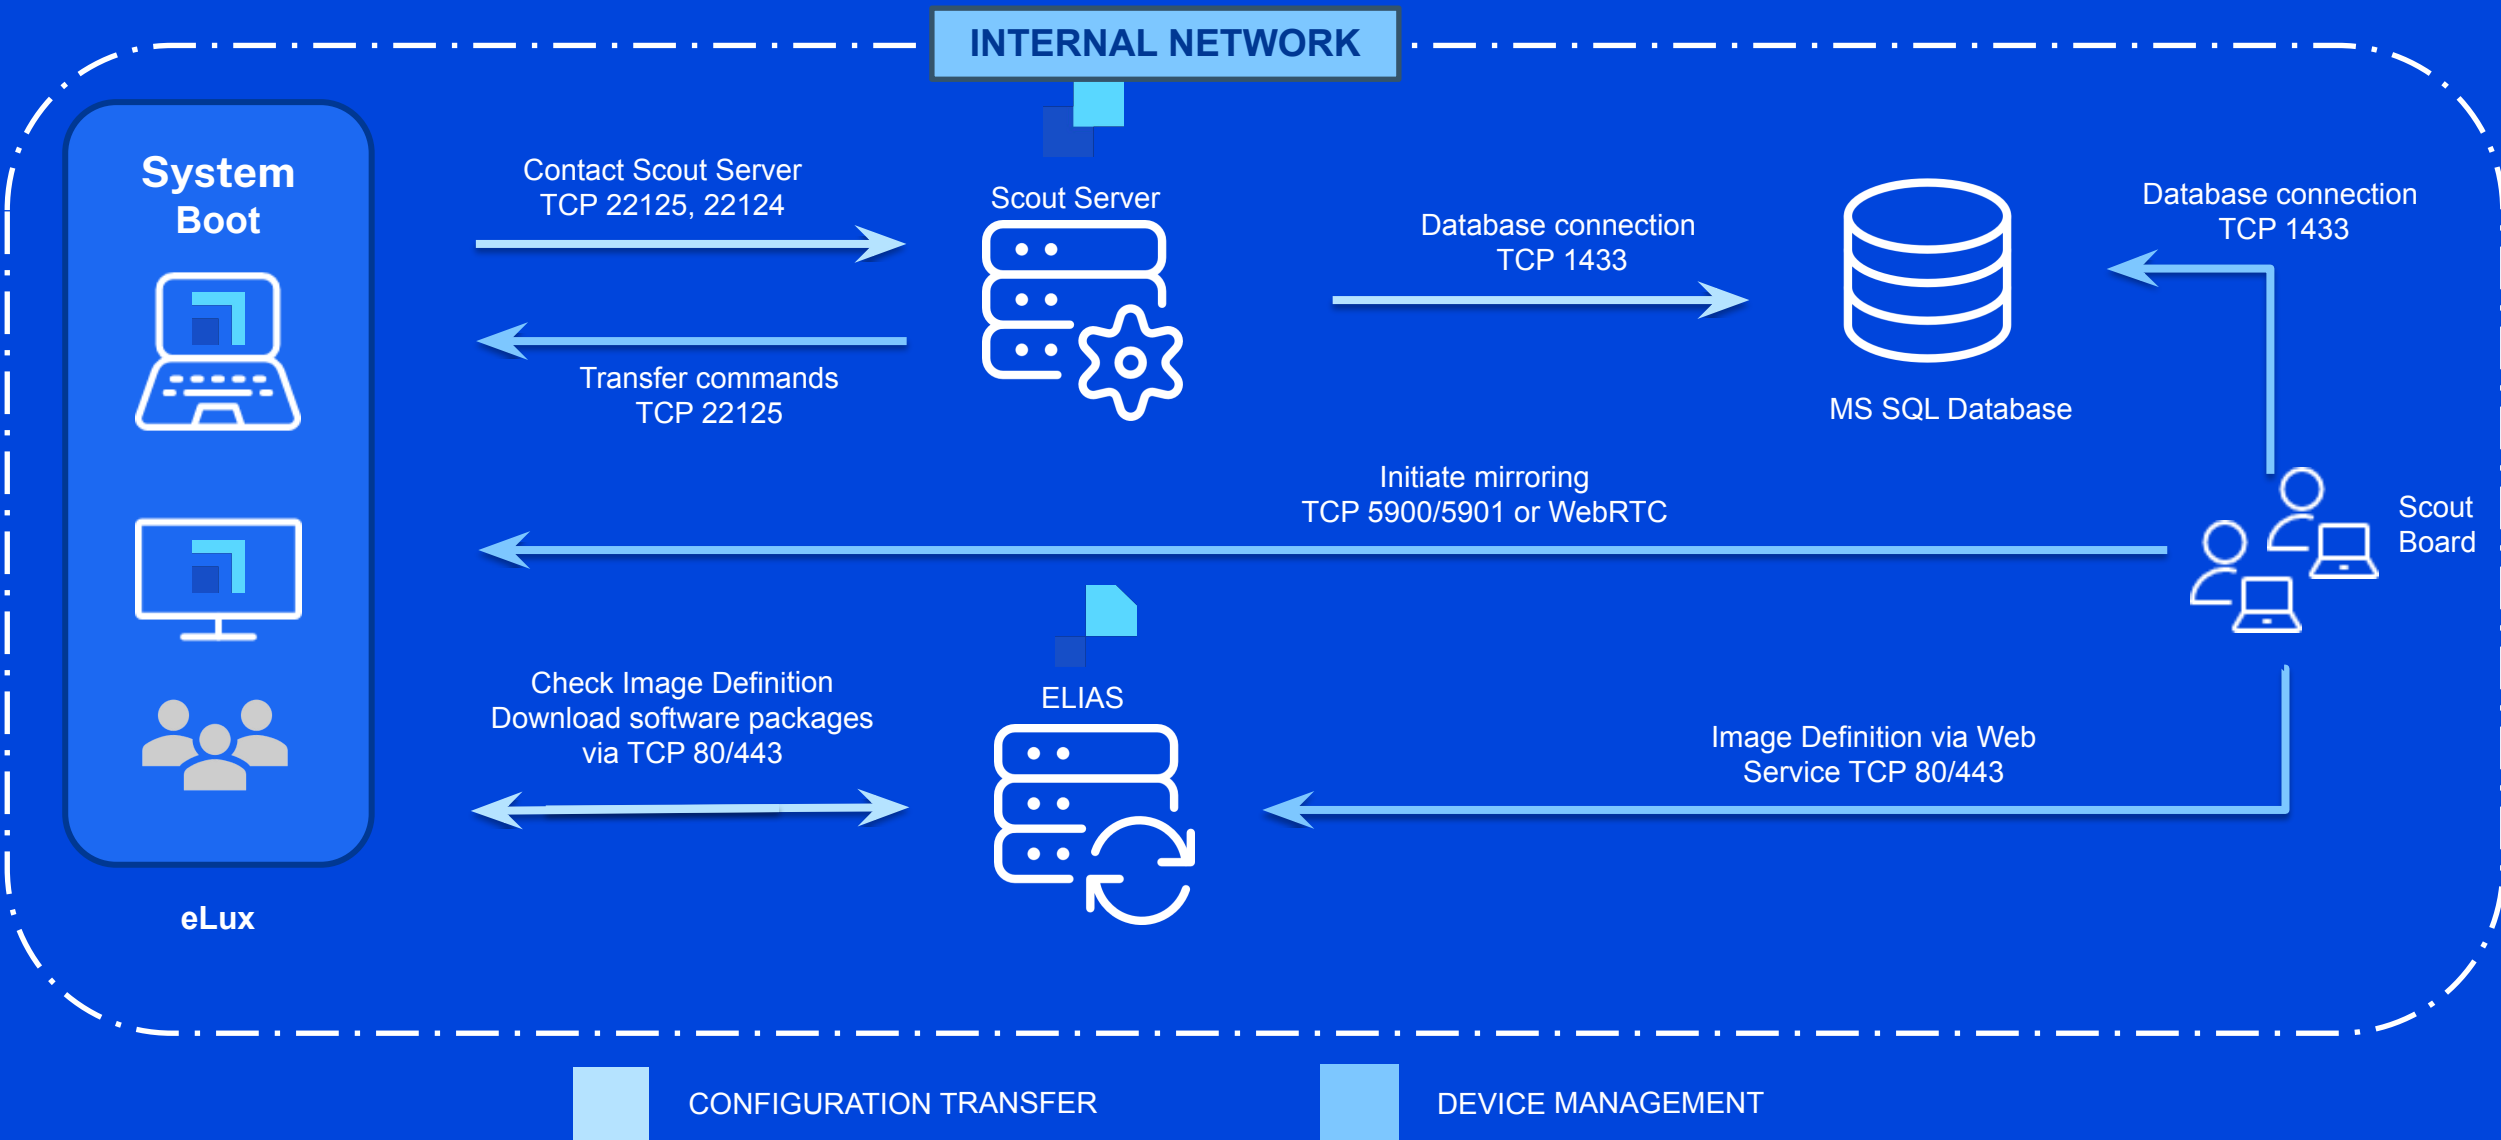 INTERNAL NETWORK
System
Boot
Contact Scout Server
TCP 22125, 22124
Scout Server
Database connection
TCP 1433
Database connection
TCP 1433
Transfer commands
TCP 22125
MS SQL Database
Initiate mirroring
TCP 5900/5901 or WebRTC
Scout
Board
Check Image Definition
Download software packages
via TCP 80/443
ELIAS
Image Definition via Web
Service TCP 80/443
eLux
CONFIGURATION TRANSFER
DEVICE MANAGEMENT